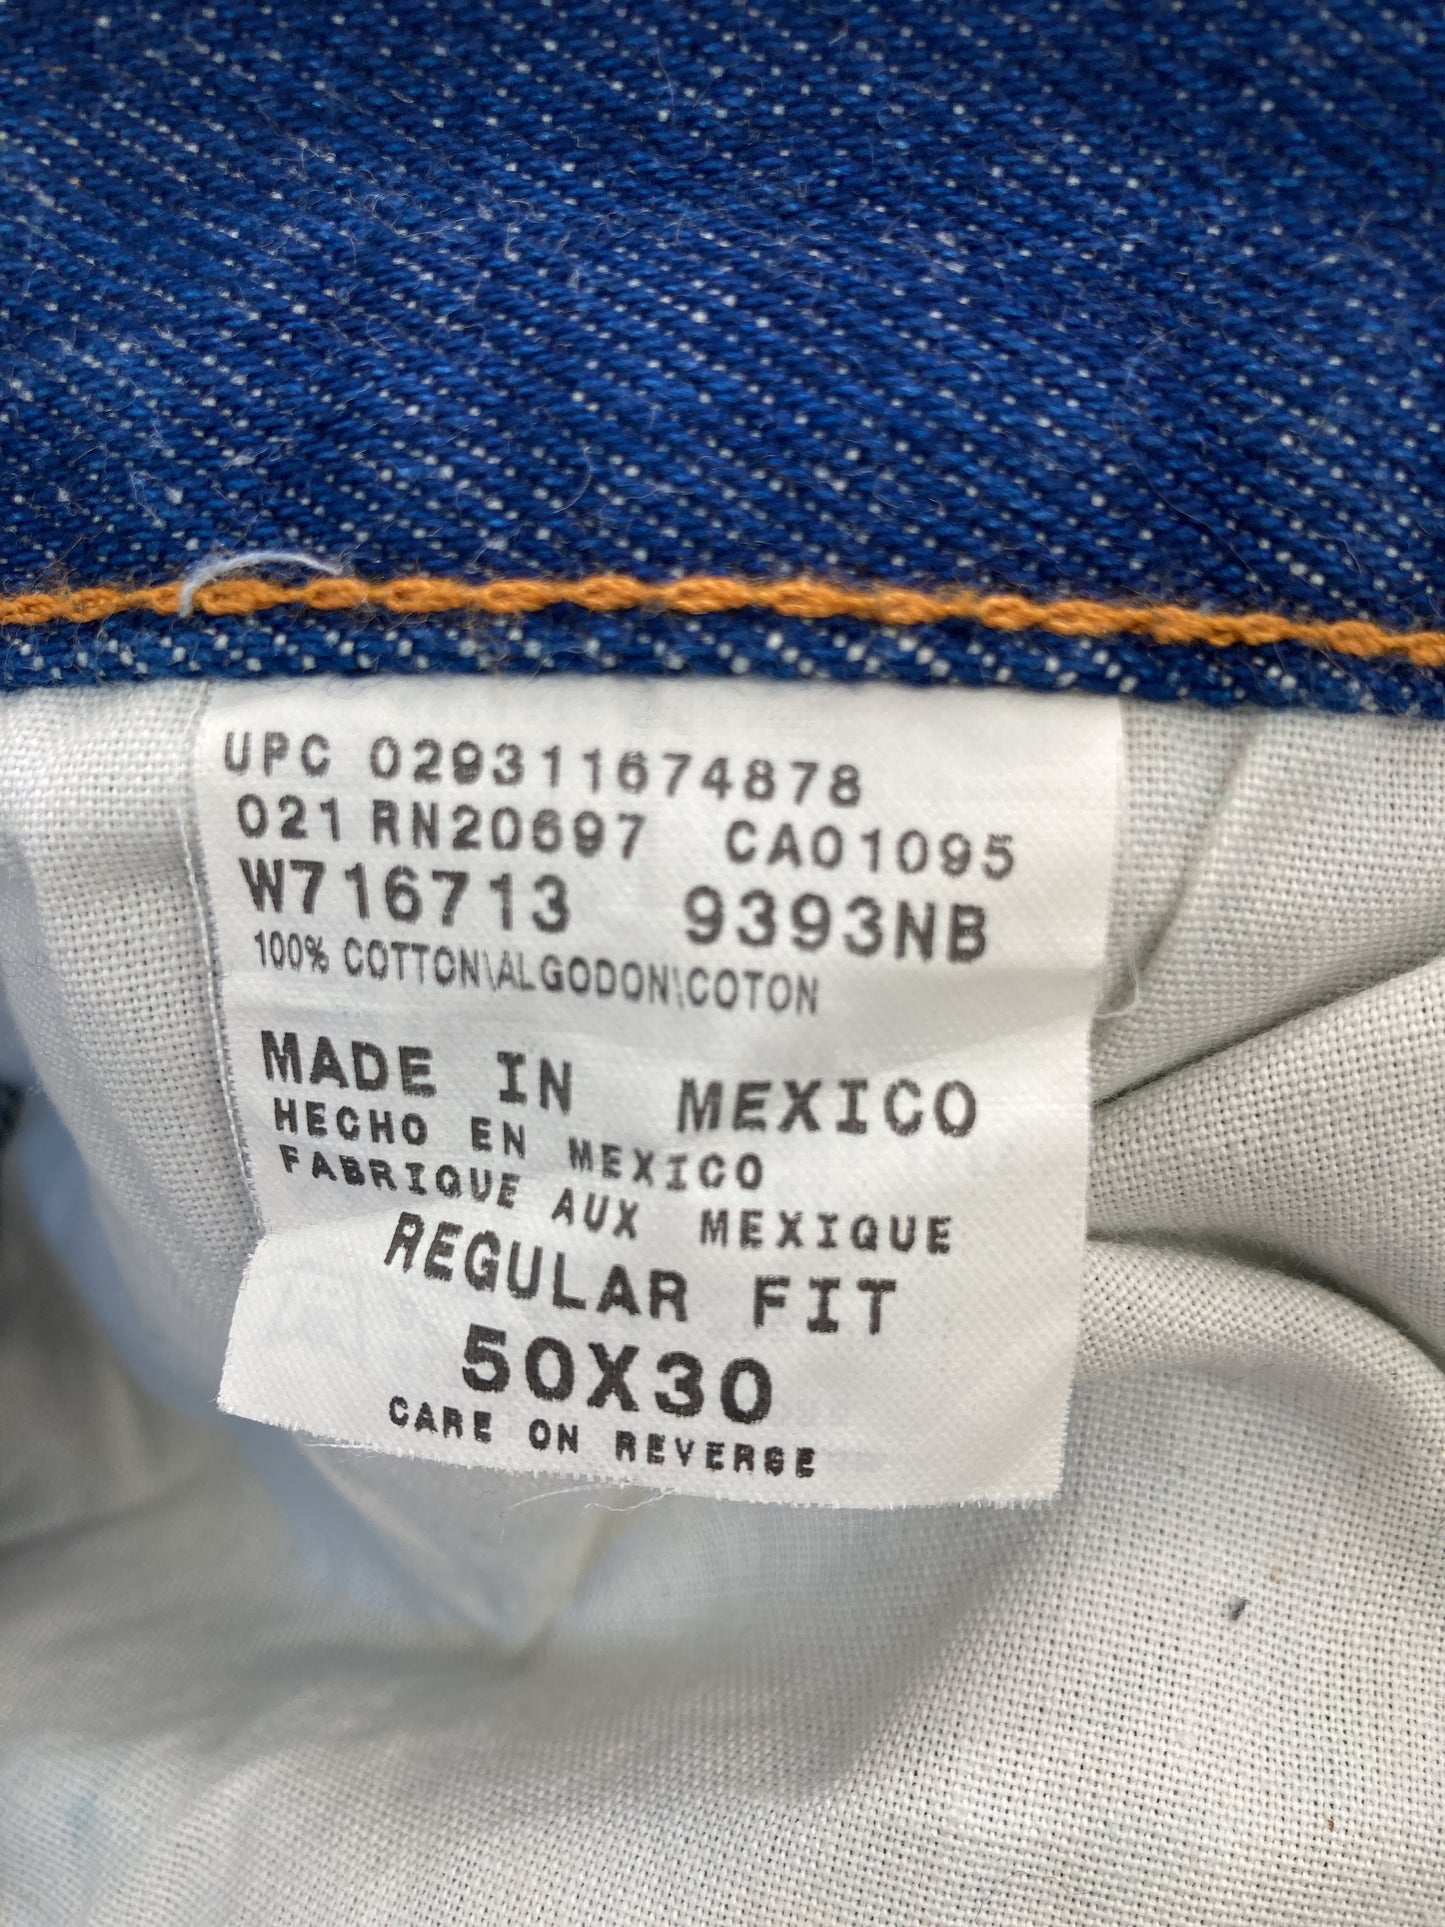 UPC 029311674878
021 RN20697 CA01095
W716713 9393NB
100% COTTON\ALGODON\COTON
MADE IN MEXICO
HECHO EN MEXICO
FABRIQUE AUX MEXIQUE
REGULAR FIT
50X30
CARE ON REVERSE